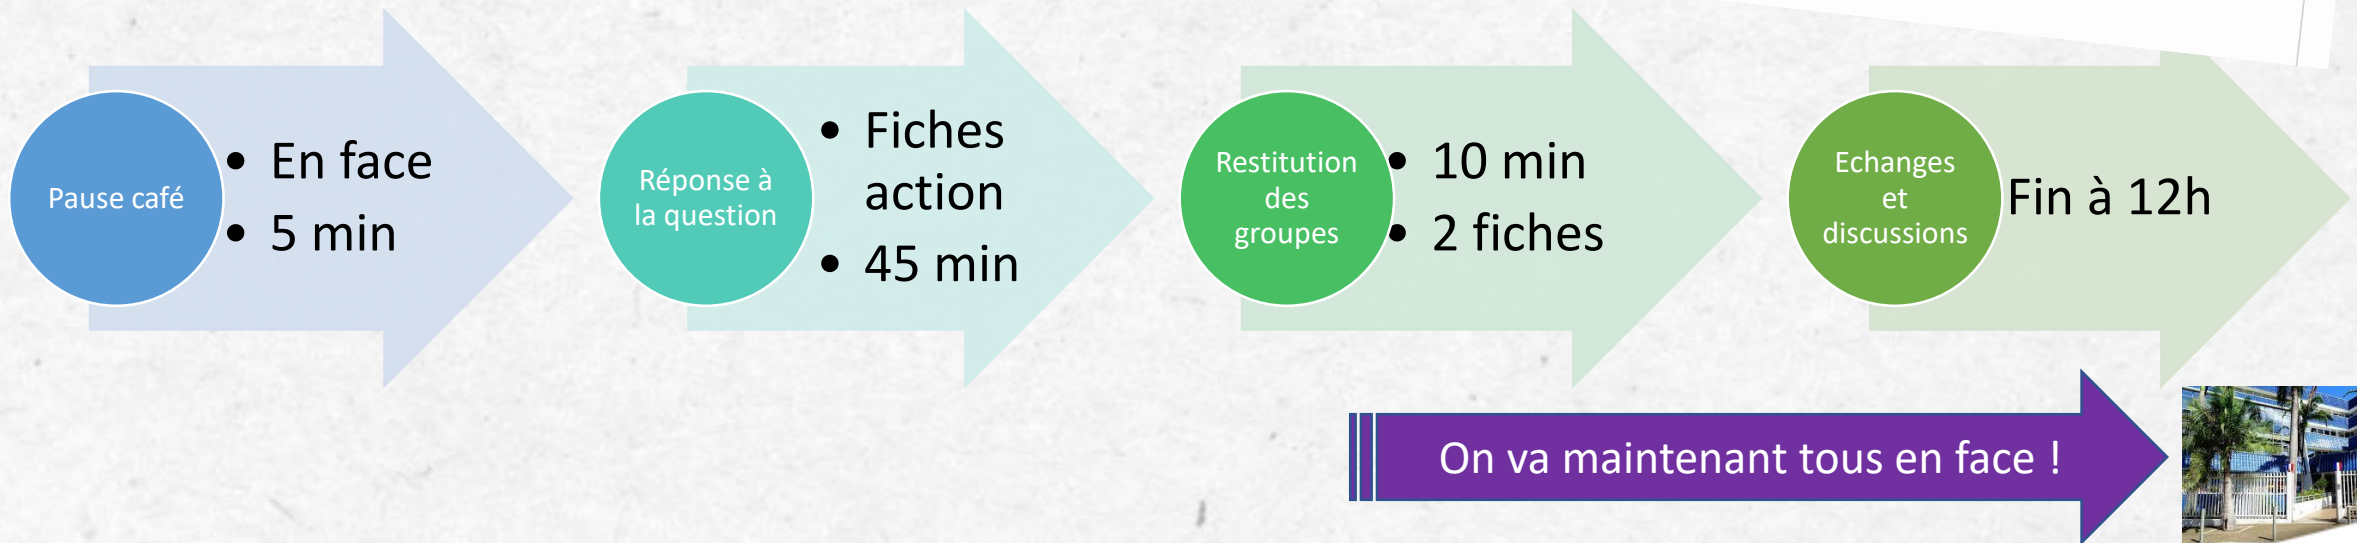 Pause café
• En face
• 5 min
Réponse à
la question
• Fiches
action
• 45 min
Restitution
des
groupes
• 10 min
• 2 fiches
Echanges
et
discussions
Fin à 12h
On va maintenant tous en face !